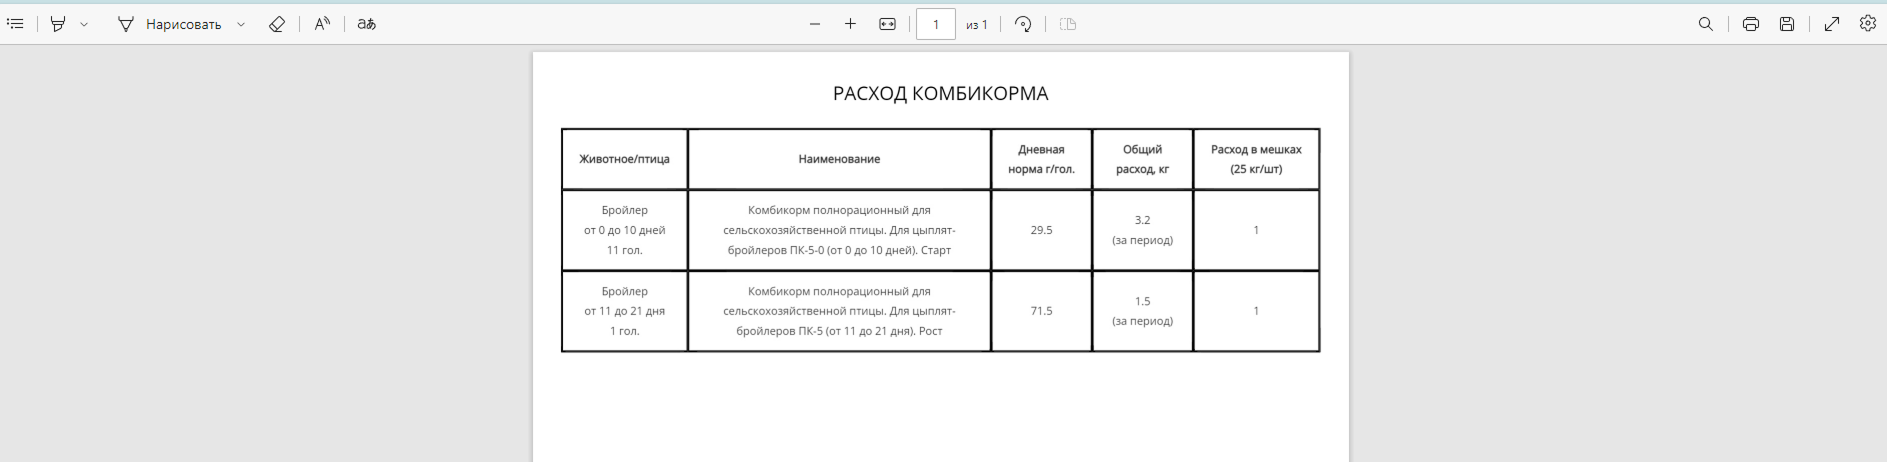 Нарисовать
A
aあ
1
из 1
РАСХОД КОМБИКОРМА
Животное/птица
Наименование
Дневная
норма г/гол.
Общий
расход, кг
Расход в мешках
(25 кг/шт)
Бройлер
от 0 до 10 дней
11 гол.
Комбикорм полнорационный для
сельскохозяйственной птицы. Для цыплят-
бройлеров ПК-5-0 (от 0 до 10 дней). Старт
29.5
3.2
(за период)
1
Бройлер
от 11 до 21 дня
1 гол.
Комбикорм полнорационный для
сельскохозяйственной птицы. Для цыплят-
бройлеров ПК-5 (от 11 до 21 дня). Рост
71.5
1.5
(за период)
1